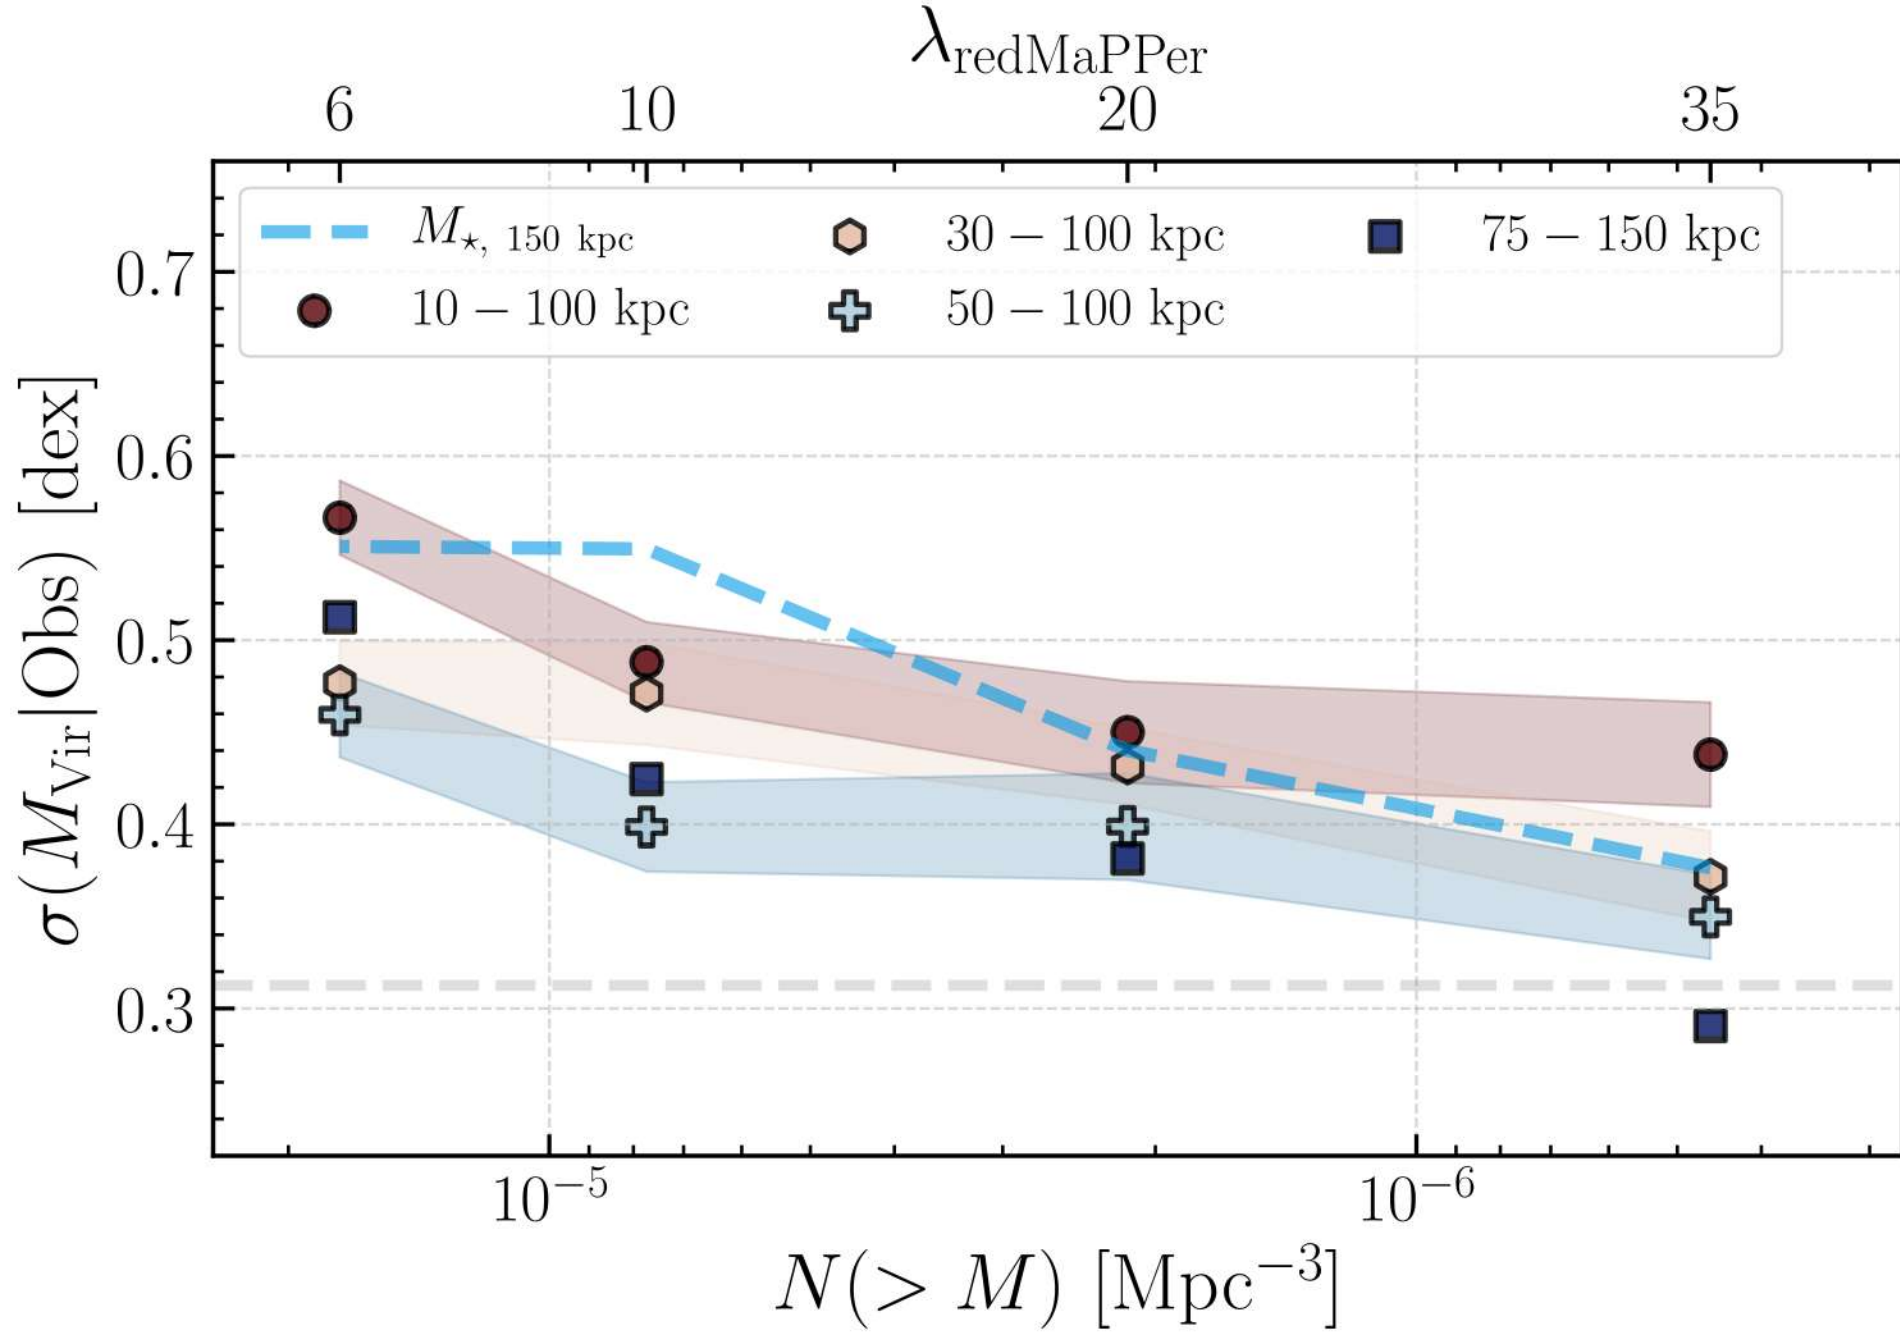 λredMaPPer
6 10 20 35
M⋆, 150 kpc 30 – 100 kpc 75 – 150 kpc
10 – 100 kpc 50 – 100 kpc
0.7
0.6
0.5
0.4
0.3
σ(MVir|Obs) [dex]
10⁻⁵ 10⁻⁶
N(> M) [Mpc⁻³]